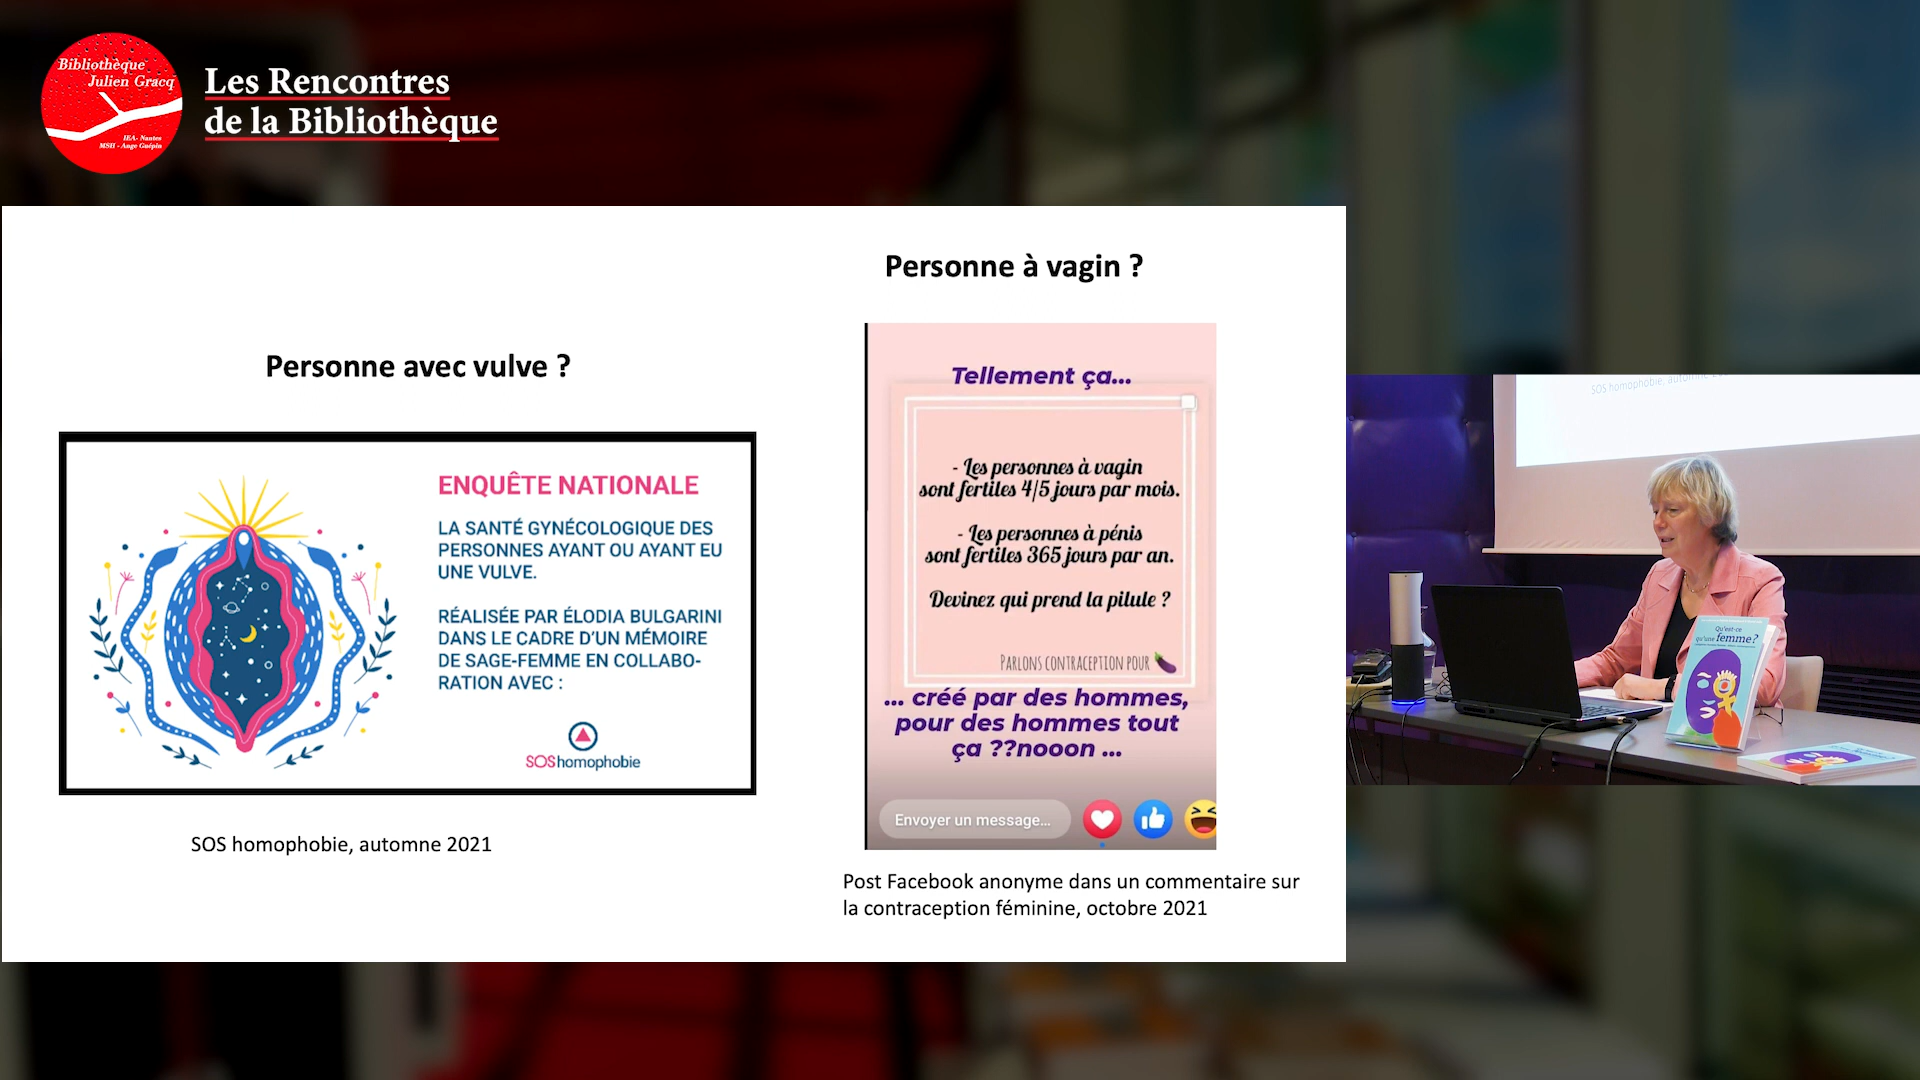 Bibliothèque
Julien Gracq
IEA - Nantes
MSH - Ange Guépin
Les Rencontres
de la Bibliothèque
Personne avec vulve ?
ENQUÊTE NATIONALE
LA SANTÉ GYNÉCOLOGIQUE DES
PERSONNES AYANT OU AYANT EU
UNE VULVE.
RÉALISÉE PAR ÉLODIA BULGARINI
DANS LE CADRE D'UN MÉMOIRE
DE SAGE-FEMME EN COLLABO-
RATION AVEC :
SOS homophobie
SOS homophobie, automne 2021
Personne à vagin ?
Tellement ça...
- Les personnes à vagin
sont fertiles 4/5 jours par mois.
- Les personnes à pénis
sont fertiles 365 jours par an.
Devinez qui prend la pilule ?
PARLONS CONTRACEPTION POUR
... créé par des hommes,
pour des hommes tout
ça ??nooon ...
Envoyer un message...
Post Facebook anonyme dans un commentaire sur
la contraception féminine, octobre 2021
SOS homophobie, automne
Qu'est-ce
qu'une femme ?